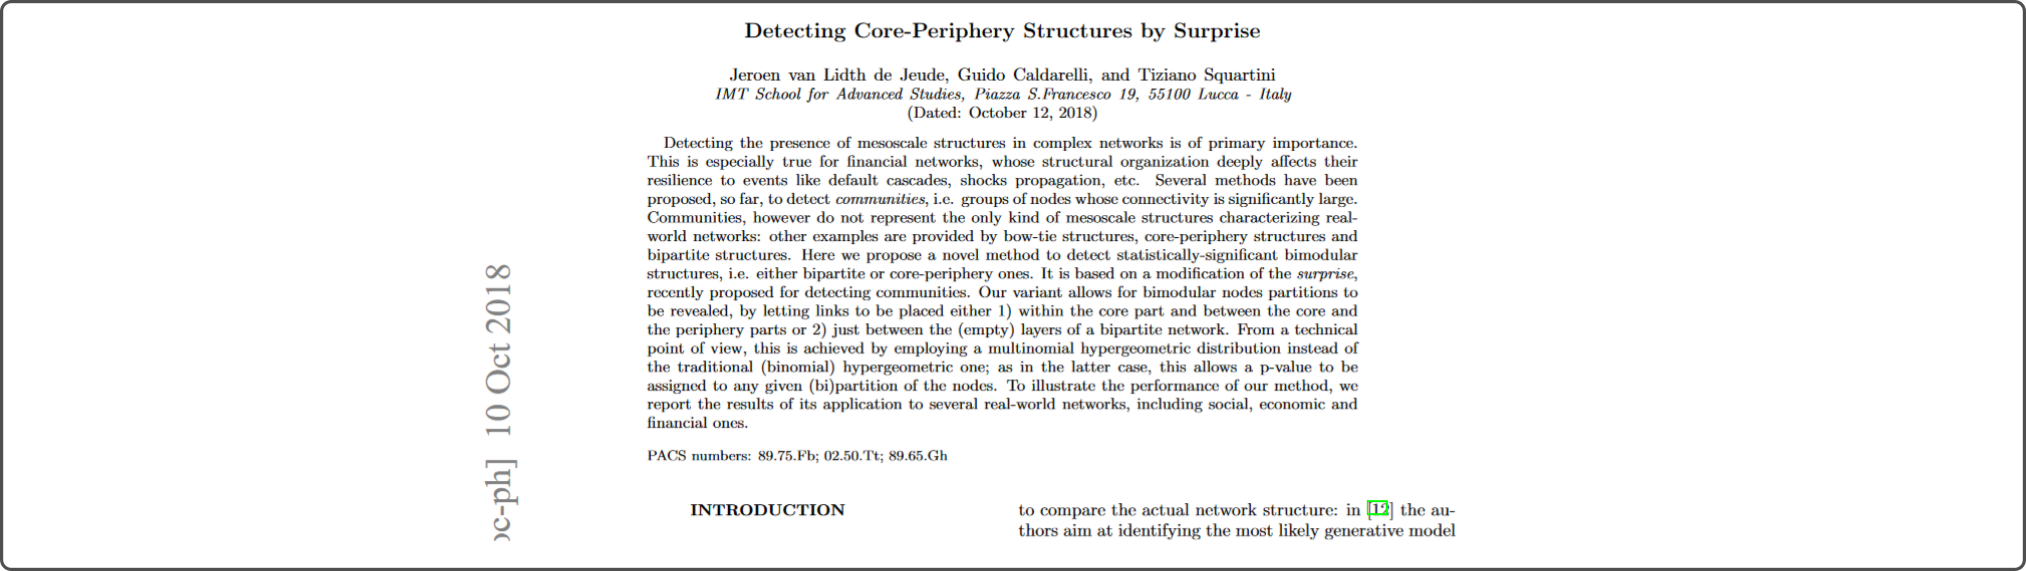 Detecting Core-Periphery Structures by Surprise
Jeroen van Lidth de Jeude, Guido Caldarelli, and Tiziano Squartini
IMT School for Advanced Studies, Piazza S.Francesco 19, 55100 Lucca - Italy
(Dated: October 12, 2018)
Detecting the presence of mesoscale structures in complex networks is of primary importance.
This is especially true for financial networks, whose structural organization deeply affects their
resilience to events like default cascades, shocks propagation, etc. Several methods have been
proposed, so far, to detect communities, i.e. groups of nodes whose connectivity is significantly large.
Communities, however do not represent the only kind of mesoscale structures characterizing real-
world networks: other examples are provided by bow-tie structures, core-periphery structures and
bipartite structures. Here we propose a novel method to detect statistically-significant bimodular
structures, i.e. either bipartite or core-periphery ones. It is based on a modification of the surprise,
recently proposed for detecting communities. Our variant allows for bimodular nodes partitions to
be revealed, by letting links to be placed either 1) within the core part and between the core and
the periphery parts or 2) just between the (empty) layers of a bipartite network. From a technical
point of view, this is achieved by employing a multinomial hypergeometric distribution instead of
the traditional (binomial) hypergeometric one; as in the latter case, this allows a p-value to be
assigned to any given (bi)partition of the nodes. To illustrate the performance of our method, we
report the results of its application to several real-world networks, including social, economic and
financial ones.
PACS numbers: 89.75.Fb; 02.50.Tt; 89.65.Gh
INTRODUCTION
to compare the actual network structure: in [12] the au-
thors aim at identifying the most likely generative model
c-ph] 10 Oct 2018